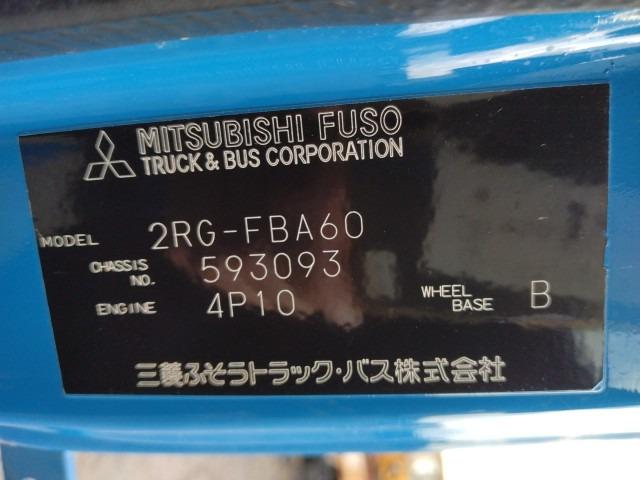 MITSUBISHI FUSO
TRUCK & BUS CORPORATION
MODEL 2RG-FBA60
CHASSIS NO. 593093
ENGINE 4P10 WHEEL BASE B
三菱ふそうトラック・バス株式会社